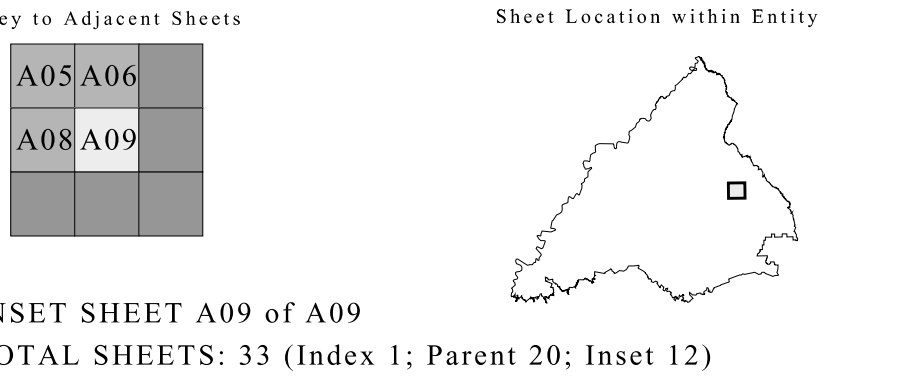 ey to Adjacent Sheets
Sheet Location within Entity
A05 A06
A08 A09
NSET SHEET A09 of A09
OTAL SHEETS: 33 (Index 1; Parent 20; Inset 12)